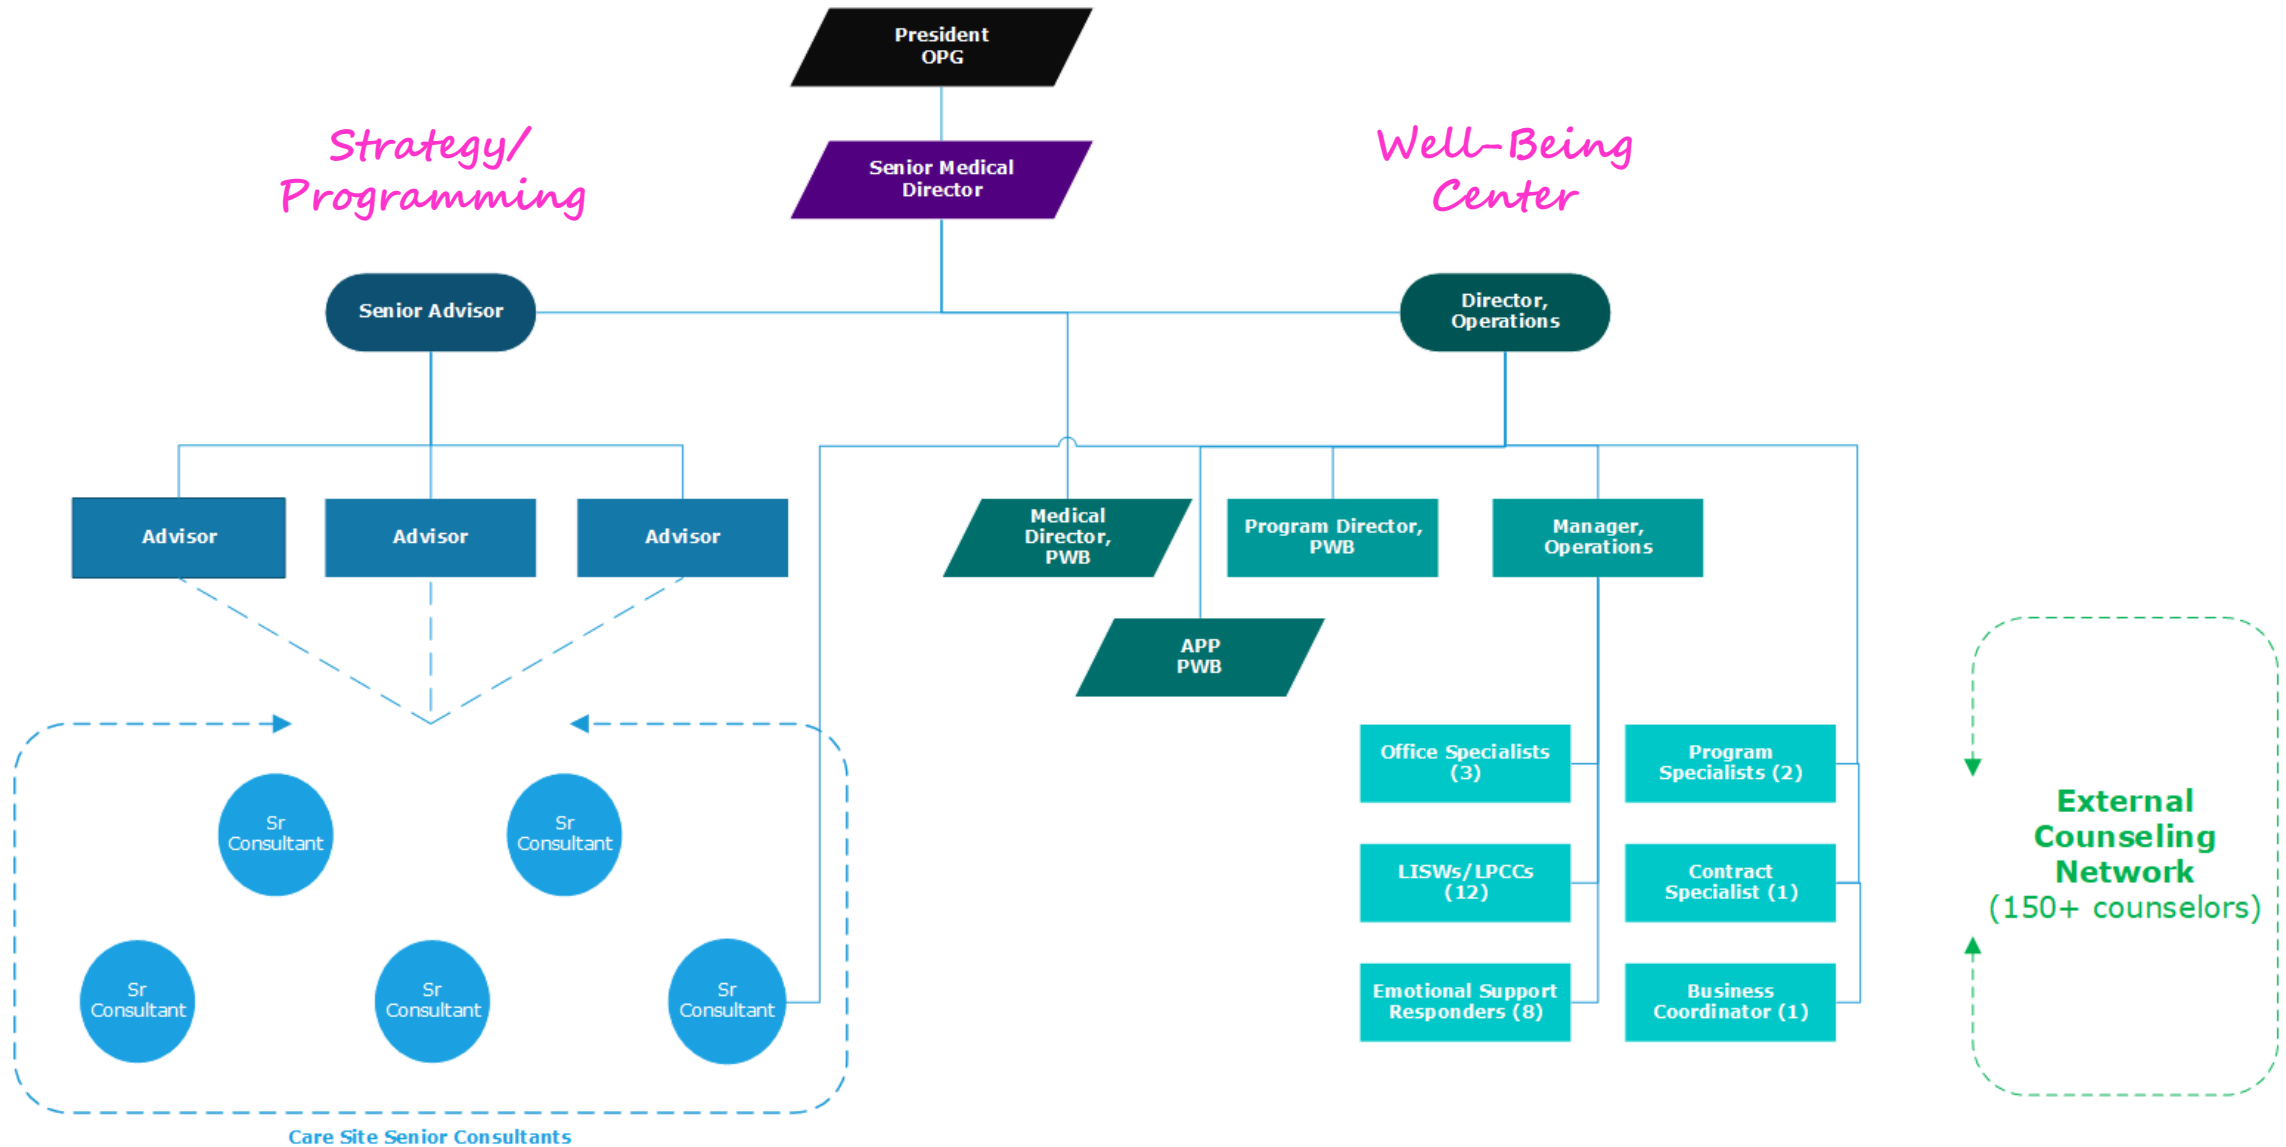 President
OPG
Strategy/
Programming
Well-Being
Center
Senior Medical
Director
Senior Advisor
Director,
Operations
Advisor
Advisor
Advisor
Medical
Director,
PWB
Program Director,
PWB
Manager,
Operations
APP
PWB
Office Specialists
(3)
Program
Specialists (2)
LISWs/LPCCs
(12)
Contract
Specialist (1)
Emotional Support
Responders (8)
Business
Coordinator (1)
External
Counseling
Network
(150+ counselors)
Sr
Consultant
Sr
Consultant
Sr
Consultant
Sr
Consultant
Sr
Consultant
Care Site Senior Consultants